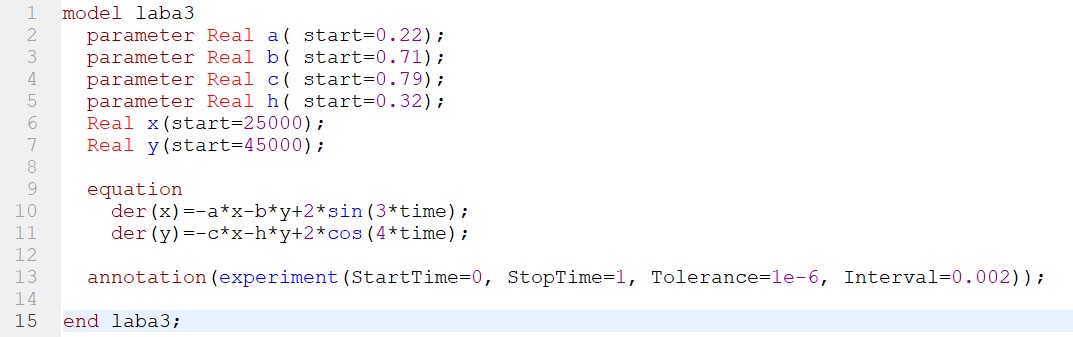 1 model laba3
2   parameter Real a( start=0.22);
3   parameter Real b( start=0.71);
4   parameter Real c( start=0.79);
5   parameter Real h( start=0.32);
6   Real x(start=25000);
7   Real y(start=45000);
8
9   equation
10     der(x)=-a*x-b*y+2*sin(3*time);
11     der(y)=-c*x-h*y+2*cos(4*time);
12
13   annotation(experiment(StartTime=0, StopTime=1, Tolerance=1e-6, Interval=0.002));
14
15 end laba3;